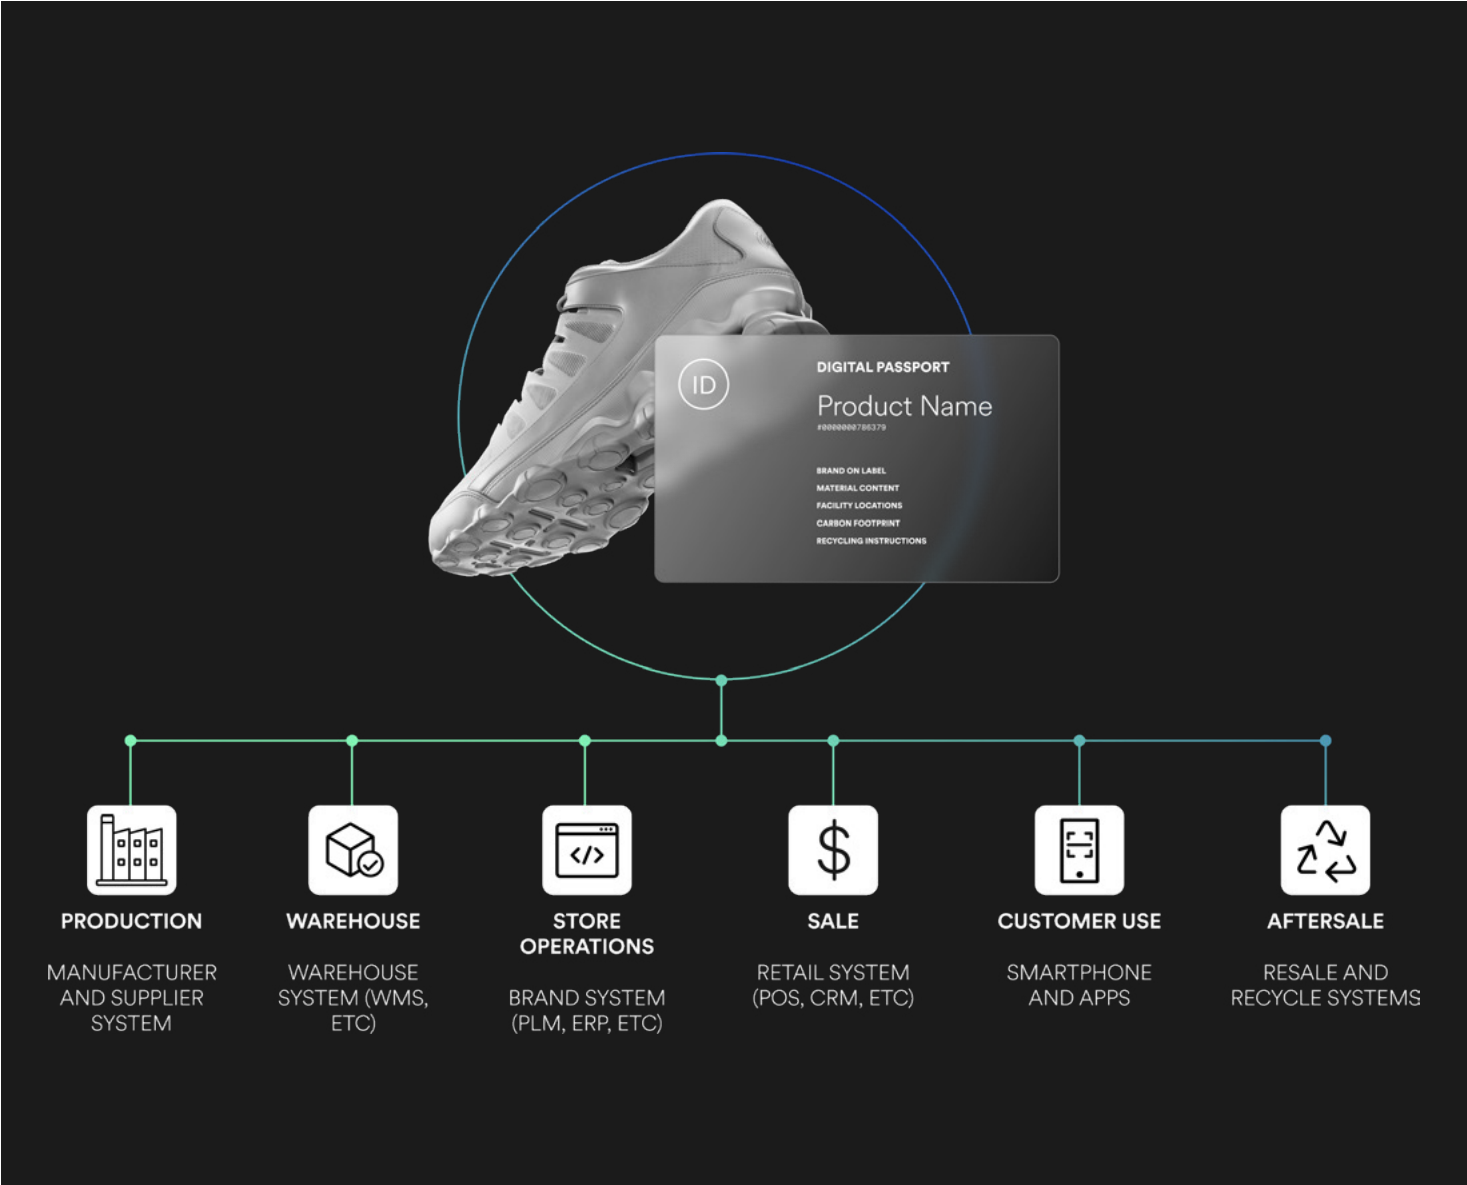 ID
DIGITAL PASSPORT
Product Name
#0000000786379
BRAND ON LABEL
MATERIAL CONTENT
FACILITY LOCATIONS
CARBON FOOTPRINT
RECYCLING INSTRUCTIONS
</>
$
PRODUCTION
MANUFACTURER
AND SUPPLIER
SYSTEM
WAREHOUSE
WAREHOUSE
SYSTEM (WMS,
ETC)
STORE
OPERATIONS
BRAND SYSTEM
(PLM, ERP, ETC)
SALE
RETAIL SYSTEM
(POS, CRM, ETC)
CUSTOMER USE
SMARTPHONE
AND APPS
AFTERSALE
RESALE AND
RECYCLE SYSTEMS